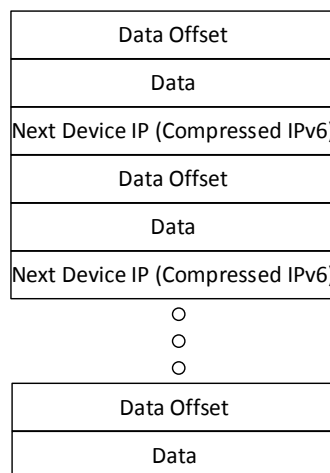 Data Offset
Data
Next Device IP (Compressed IPv6)
Data Offset
Data
Next Device IP (Compressed IPv6)
Data Offset
Data